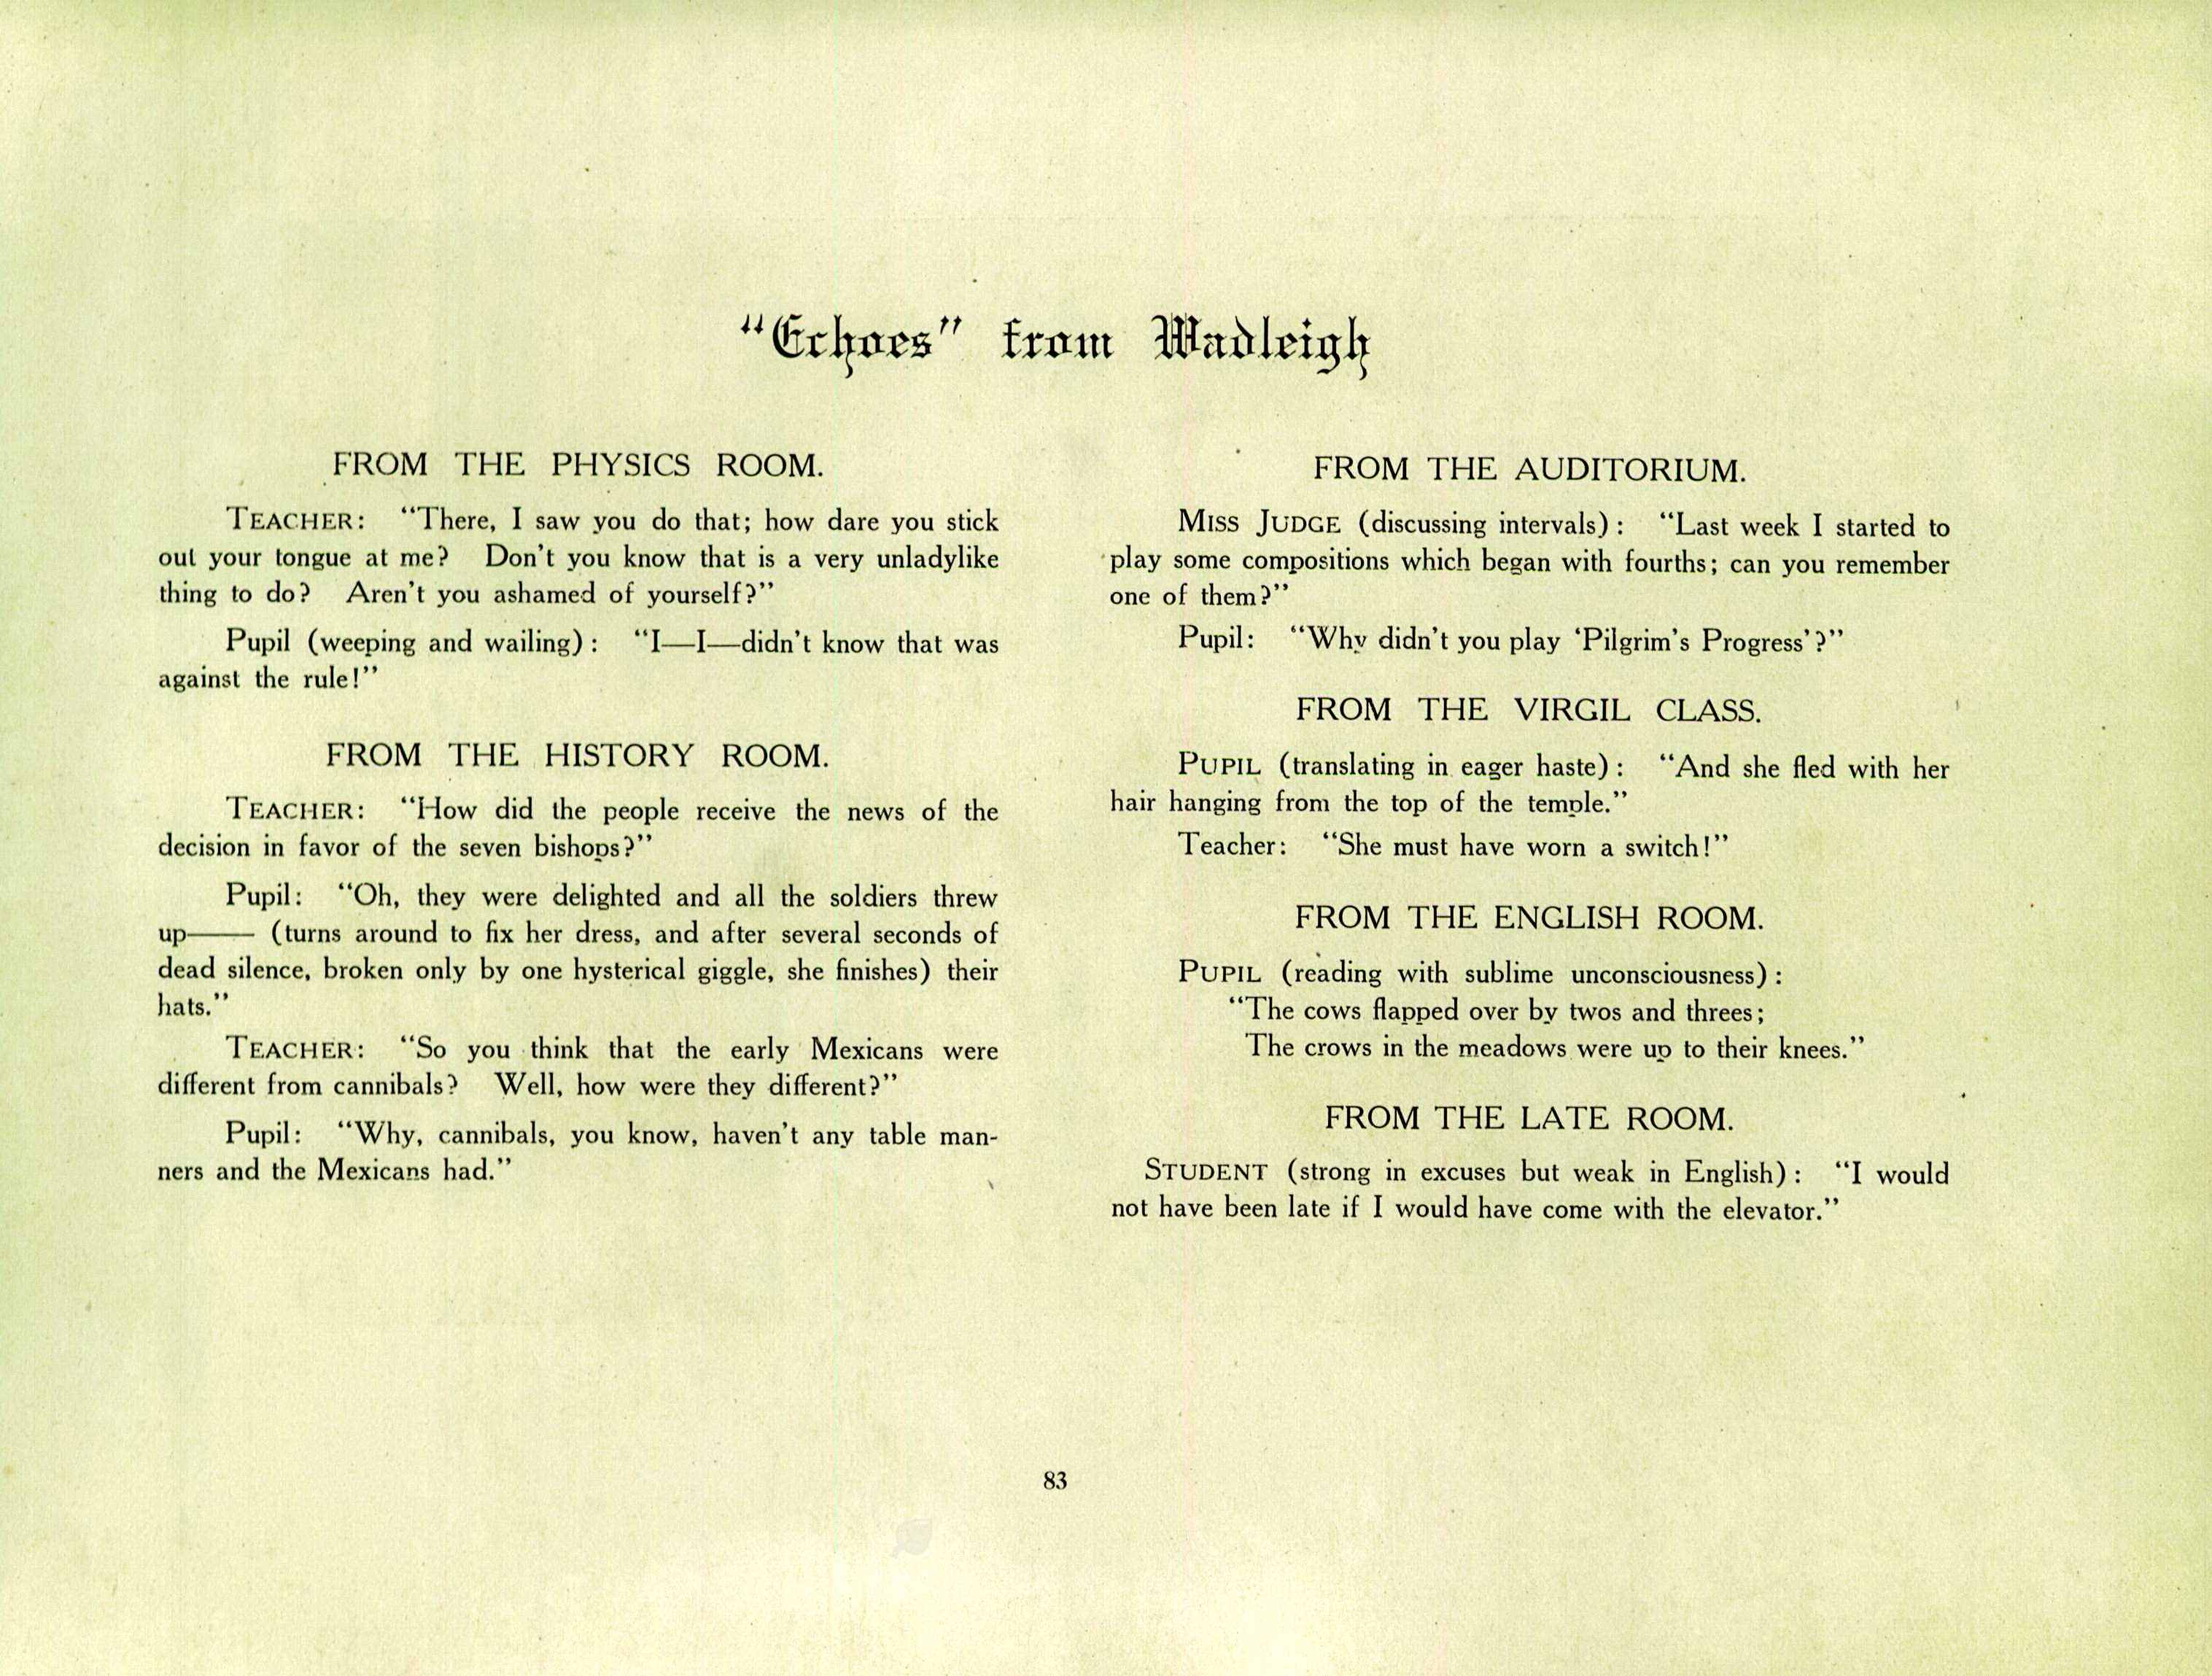 "Echoes" from Wadleigh
FROM THE PHYSICS ROOM.
TEACHER: "There, I saw you do that; how dare you stick
out your tongue at me? Don't you know that is a very unladylike
thing to do? Aren't you ashamed of yourself?"
Pupil (weeping and wailing): "I—I—didn't know that was
against the rule!"
FROM THE HISTORY ROOM.
TEACHER: "How did the people receive the news of the
decision in favor of the seven bishops?"
Pupil: "Oh, they were delighted and all the soldiers threw
up—— (turns around to fix her dress, and after several seconds of
dead silence, broken only by one hysterical giggle, she finishes) their
hats."
TEACHER: "So you think that the early Mexicans were
different from cannibals? Well, how were they different?"
Pupil: "Why, cannibals, you know, haven't any table man-
ners and the Mexicans had."
FROM THE AUDITORIUM.
MISS JUDGE (discussing intervals): "Last week I started to
play some compositions which began with fourths; can you remember
one of them?"
Pupil: "Why didn't you play 'Pilgrim's Progress'?"
FROM THE VIRGIL CLASS.
PUPIL (translating in eager haste): "And she fled with her
hair hanging from the top of the temple."
Teacher: "She must have worn a switch!"
FROM THE ENGLISH ROOM.
PUPIL (reading with sublime unconsciousness):
"The cows flapped over by twos and threes;
The crows in the meadows were up to their knees."
FROM THE LATE ROOM.
STUDENT (strong in excuses but weak in English): "I would
not have been late if I would have come with the elevator."
83